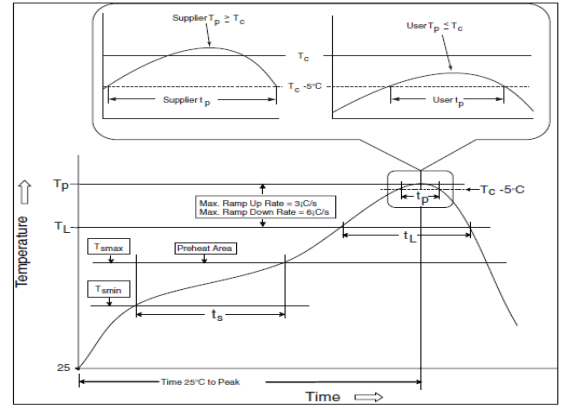 Supplier Tp ≥ Tc
User Tp ≤ Tc
Tc
Tc -5°C
Supplier tp
User tp
Tp
Tc -5°C
tp
Max. Ramp Up Rate = 3¡C/s
Max. Ramp Down Rate = 6¡C/s
TL
tL
Tsmax
Preheat Area
Tsmin
ts
Temperature
25
Time 25°C to Peak
Time